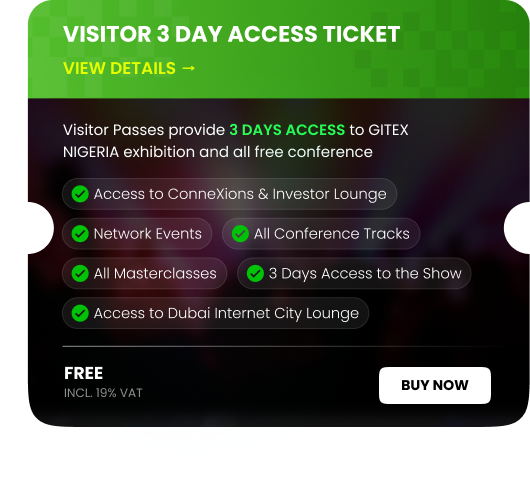 VISITOR 3 DAY ACCESS TICKET
VIEW DETAILS →
Visitor Passes provide 3 DAYS ACCESS to GITEX
NIGERIA exhibition and all free conference
Access to ConneXions & Investor Lounge
Network Events
All Conference Tracks
All Masterclasses
3 Days Access to the Show
Access to Dubai Internet City Lounge
FREE
INCL. 19% VAT
BUY NOW